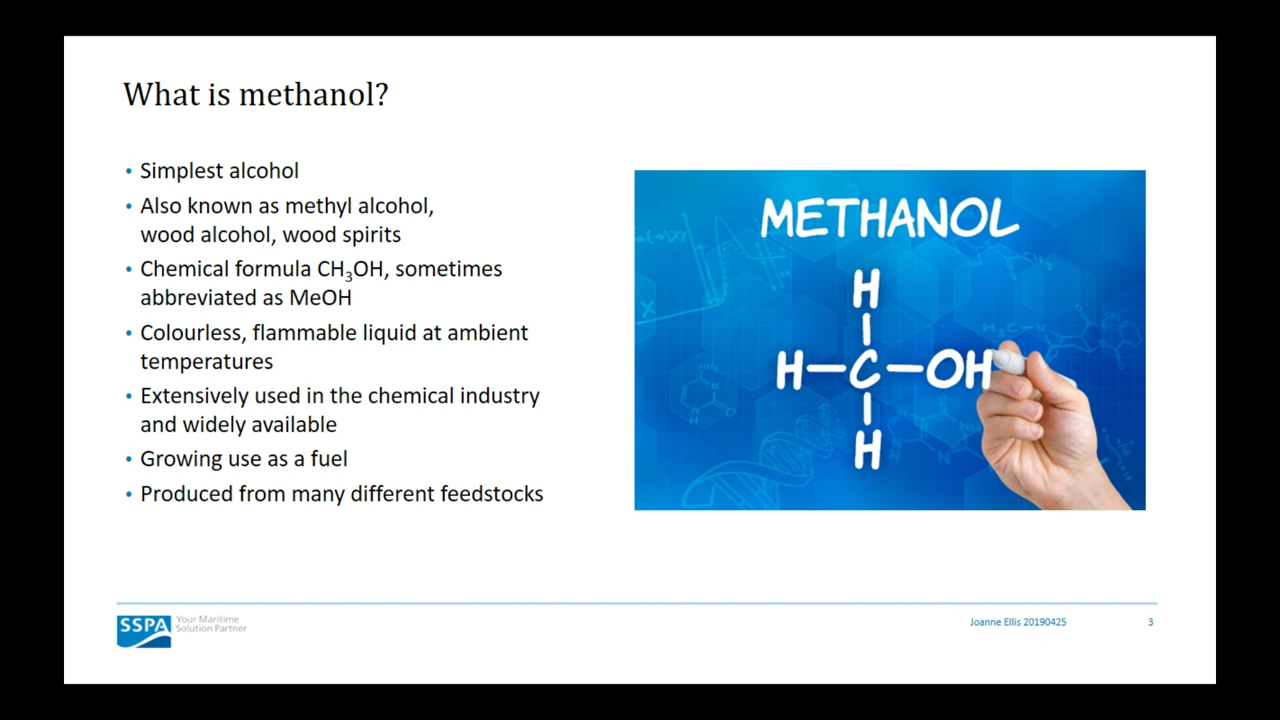 What is methanol?
• Simplest alcohol
• Also known as methyl alcohol,
wood alcohol, wood spirits
• Chemical formula CH₃OH, sometimes
abbreviated as MeOH
• Colourless, flammable liquid at ambient
temperatures
• Extensively used in the chemical industry
and widely available
• Growing use as a fuel
• Produced from many different feedstocks
METHANOL
H
H—C—OH
H
SSPA
Your Maritime
Solution Partner
Joanne Ellis 20190425
3